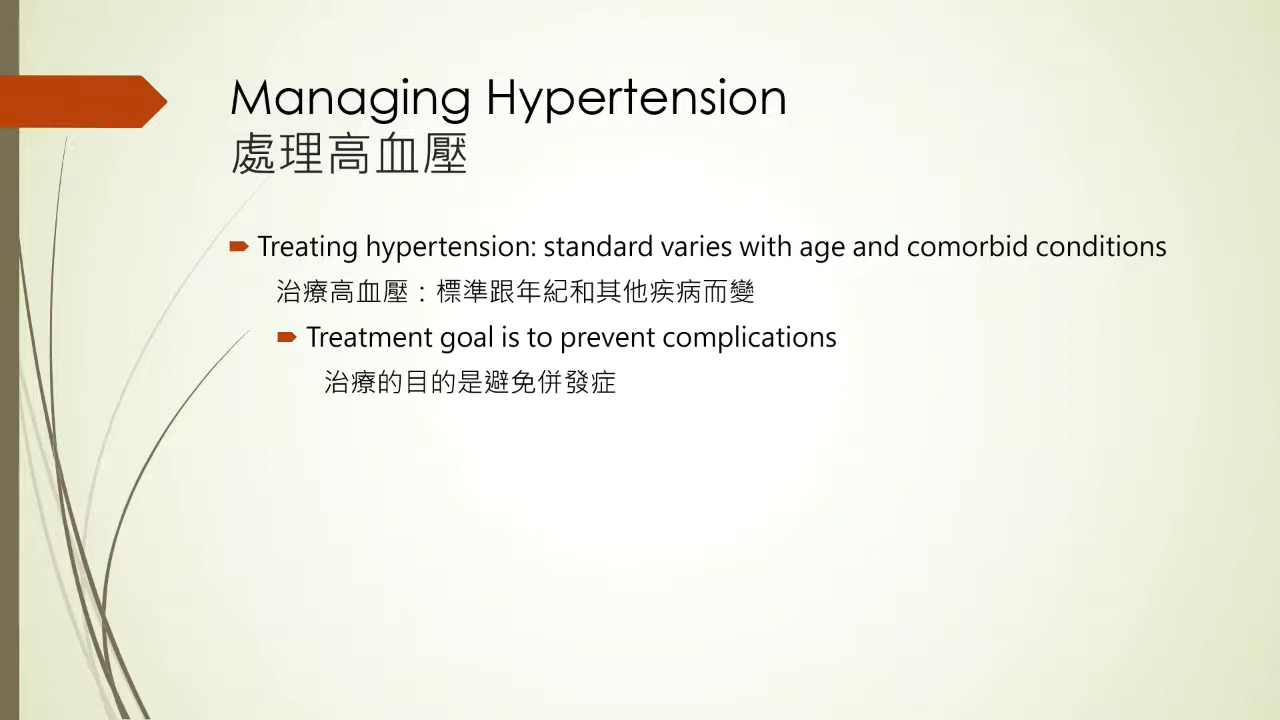 Managing Hypertension
處理高血壓
Treating hypertension: standard varies with age and comorbid conditions
治療高血壓：標準跟年紀和其他疾病而變
Treatment goal is to prevent complications
治療的目的是避免併發症